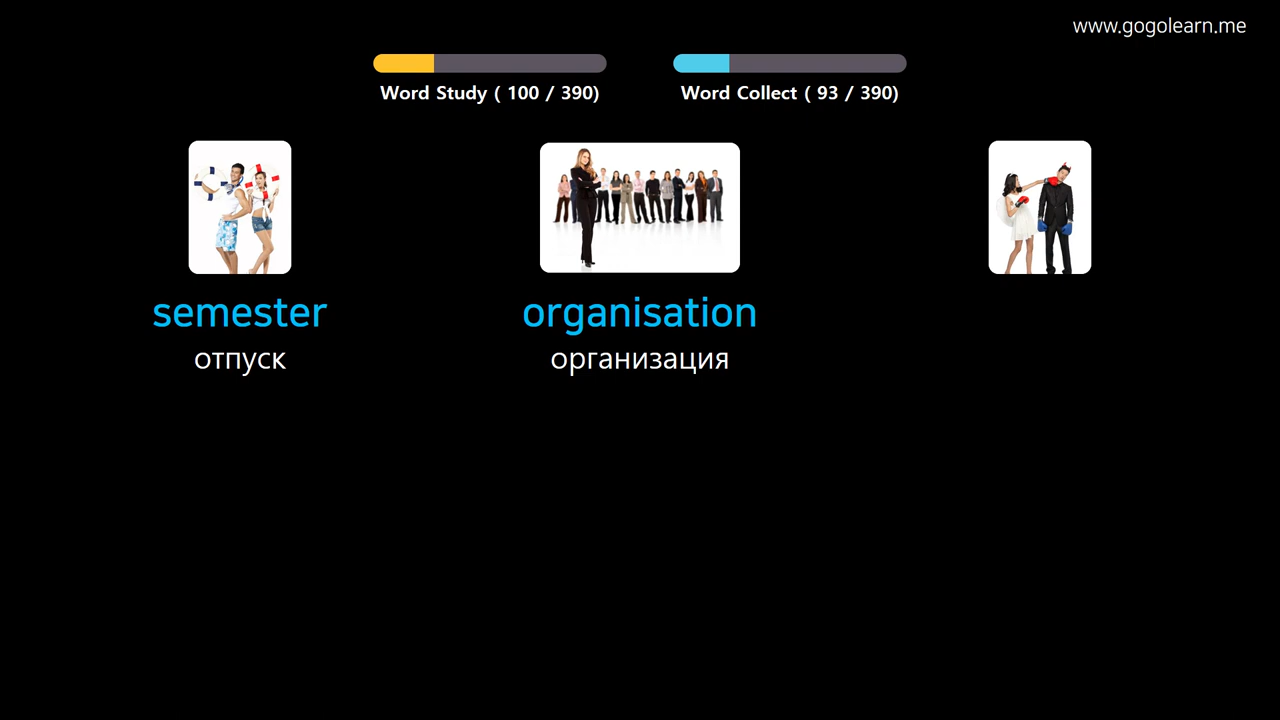 www.gogolearn.me
Word Study ( 100 / 390)
Word Collect ( 93 / 390)
semester
отпуск
organisation
организация